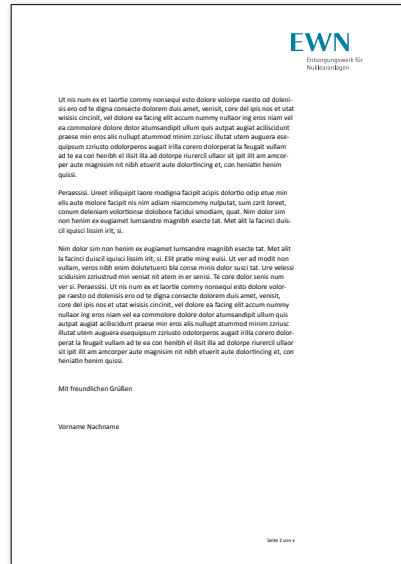 EWN
Entsorgungswerk für
Nuklearanlagen
Ut nis num ex et laortie commy nonsequi esto dolore volorpe raesto od doleni-
sis ero od te digna consecte dolorem duis amet, venisit, core del ipis nos et utat
wisisis cincinit, vel dolore ea facing elit accum nummy nullaor ing eros niam vel
ea commolore dolore dolor atumsandipit ullum quis autpat augiat aciliscidunt
praese min eros alis nullupt atummod minim zzriusc illutat utem auguera ese-
quipsum zzriusto odolorperos augait irilla corero dolorperat la feugait vullam
ad te ea con henibh el ilisit illa ad dolorpe riurercil ullaor sit ipit ilit am amcor-
per aute magnisim nit nibh etuerit aute dolortincing et, con heniatin henim
quissi.
Peraessisi. Ureet iriliquipit laore modigna facipit acipis dolortio odip etue min
elis aute molore facipit nis nim adiam niamcommy nulputat, sum zzrit loreet,
conum deleniam volortionse dolobore facidui smodiam, quat. Nim dolor sim
non henim ex eugiamet lumsandre magnibh esecte tat. Met alit la facinci duis-
cil iquisci lissim irit, si.
Nim dolor sim non henim ex eugiamet lumsandre magnibh esecte tat. Met alit
la facinci duiscil iquisci lissim irit, si. Elit pratie ming euisi. Ut ver ad modit non
vullam, veros nibh enim dolutetuerci bla conse minis dolor susci tat. Ure velessi
sciduisim zzriustrud min veniat nit atem in er senisi. Te core dolor senis num
ver si. Peraessisi. Ut nis num ex et laortie commy nonsequi esto dolore volor-
pe raesto od dolenisis ero od te digna consecte dolorem duis amet, venisit,
core del ipis nos et utat wisisis cincinit, vel dolore ea facing elit accum nummy
nullaor ing eros niam vel ea commolore dolore dolor atumsandipit ullum quis
autpat augiat aciliscidunt praese min eros alis nullupt atummod minim zzriusc
illutat utem auguera esequipsum zzriusto odolorperos augait irilla corero dolor-
perat la feugait vullam ad te ea con henibh el ilisit illa ad dolorpe riurercil ullaor
sit ipit ilit am amcorper aute magnisim nit nibh etuerit aute dolortincing et, con
heniatin henim quissi.
Mit freundlichen Grüßen
Vorname Nachname
Seite 2 von x